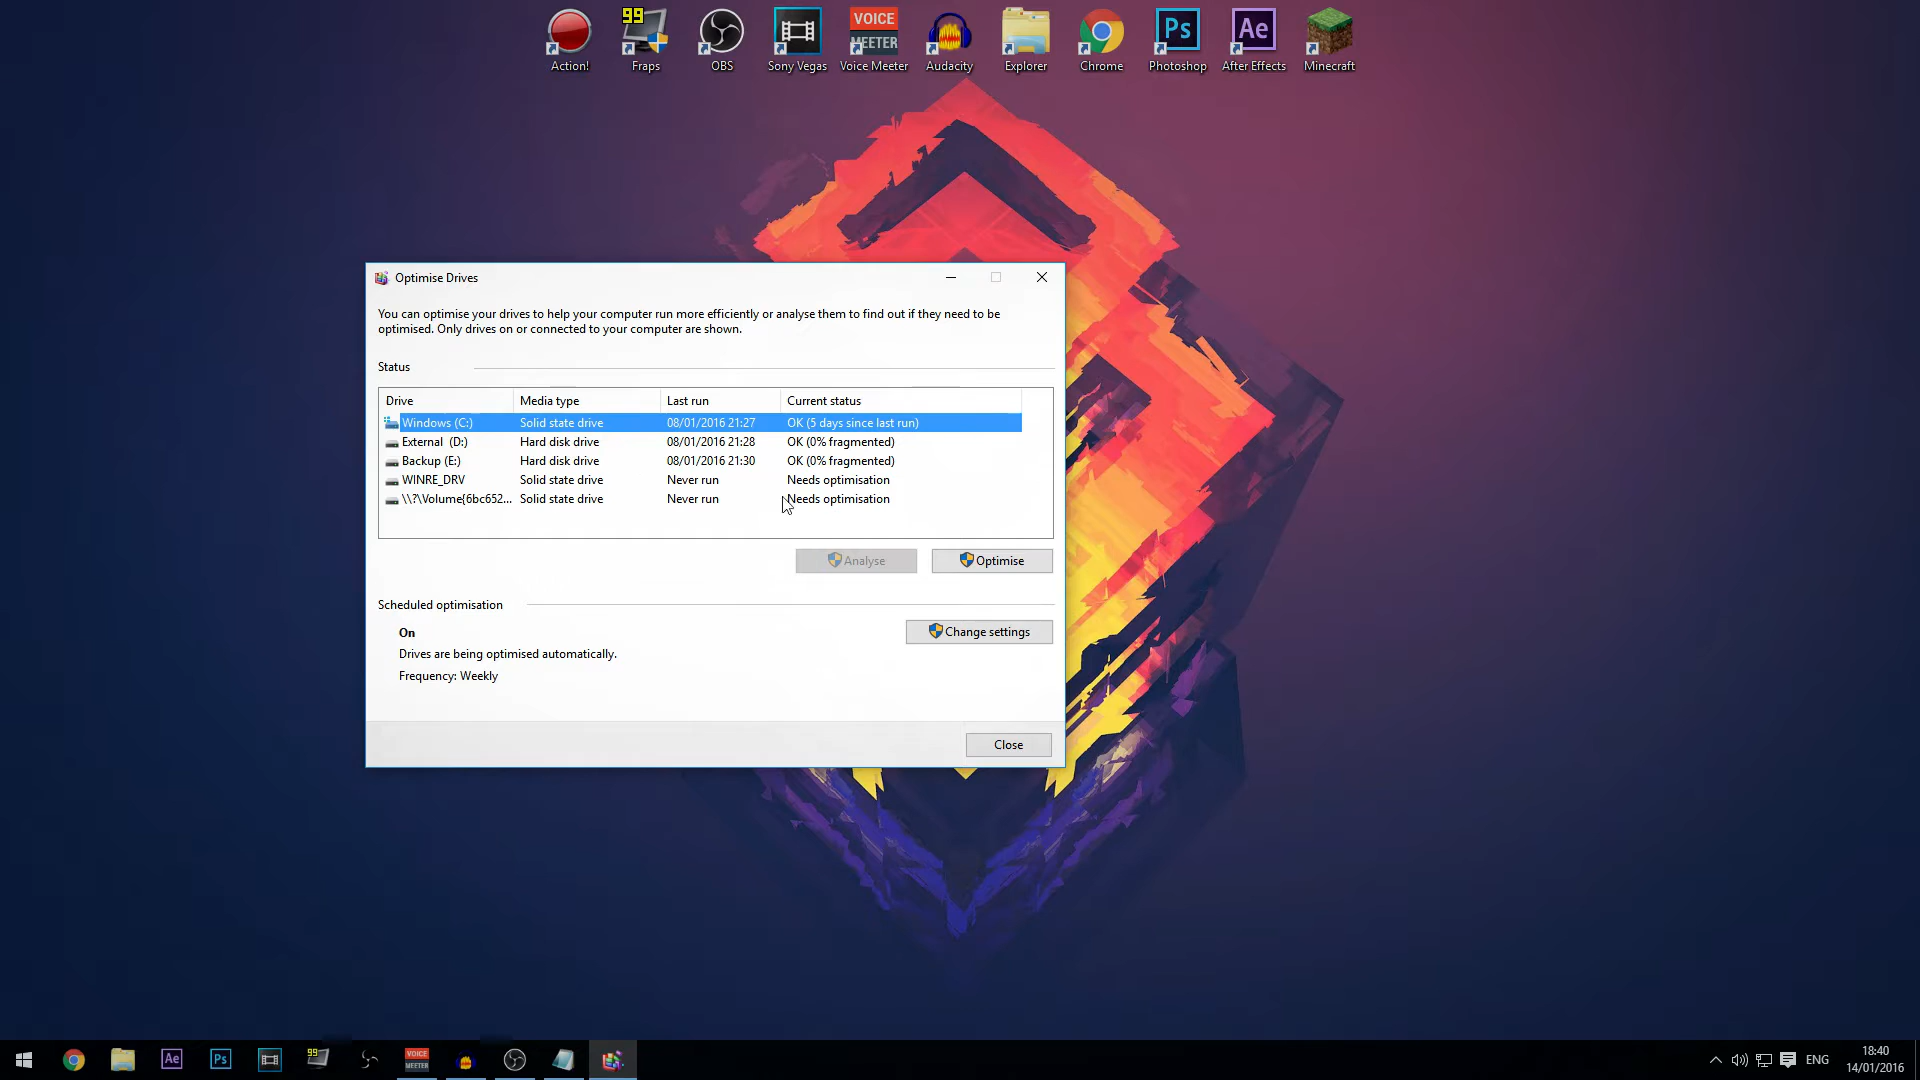 99
VOICE
MEETER
Ps
Ae
Action!
Fraps
OBS
Sony Vegas
Voice Meeter
Audacity
Explorer
Chrome
Photoshop
After Effects
Minecraft
Optimise Drives
You can optimise your drives to help your computer run more efficiently or analyse them to find out if they need to be
optimised. Only drives on or connected to your computer are shown.
Status
Drive Media type Last run Current status
Windows (C:) Solid state drive 08/01/2016 21:27 OK (5 days since last run)
External (D:) Hard disk drive 08/01/2016 21:28 OK (0% fragmented)
Backup (E:) Hard disk drive 08/01/2016 21:30 OK (0% fragmented)
WINRE_DRV Solid state drive Never run Needs optimisation
\\?\Volume{6bc652... Solid state drive Never run Needs optimisation
Analyse Optimise
Scheduled optimisation
On
Change settings
Drives are being optimised automatically.
Frequency: Weekly
Close
Ae
Ps
99
VOICE
MEETER
ENG
18:40
14/01/2016